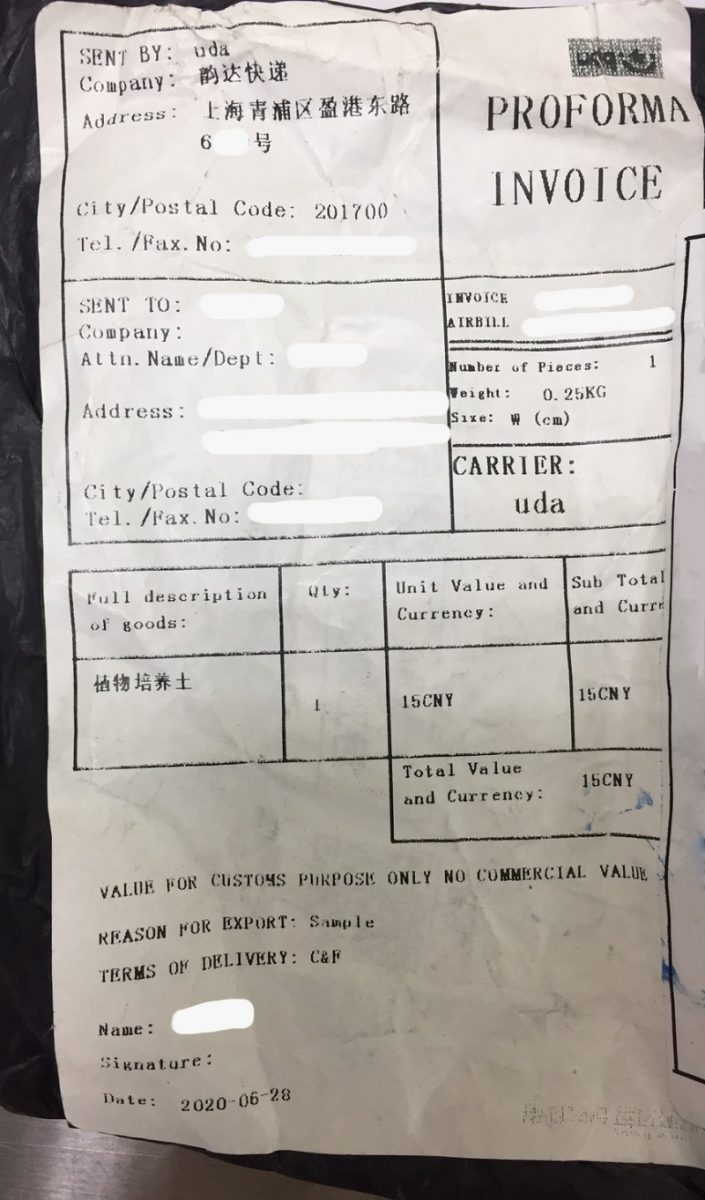 SENT BY: uda
Company: 韵达快递
Address: 上海青浦区盈港东路
6 号
City/Postal Code: 201700
Tel./Fax.No:
PROFORMA
INVOICE
SENT TO:
Company:
Attn.Name/Dept:
Address:
City/Postal Code:
Tel./Fax.No:
INVOICE
AIRBILL
Number of Pieces: 1
Weight: 0.25KG
Size: W (cm)
CARRIER:
uda
Full description
of goods:
Qty:
Unit Value and
Currency:
Sub Total
and Curre
植物培养土
1
15CNY
15CNY
Total Value
and Currency:
15CNY
VALUE FOR CUSTOMS PURPOSE ONLY NO COMMERCIAL VALUE
REASON FOR EXPORT: Sample
TERMS OF DELIVERY: C&F
Name:
Signature:
Date: 2020-06-28